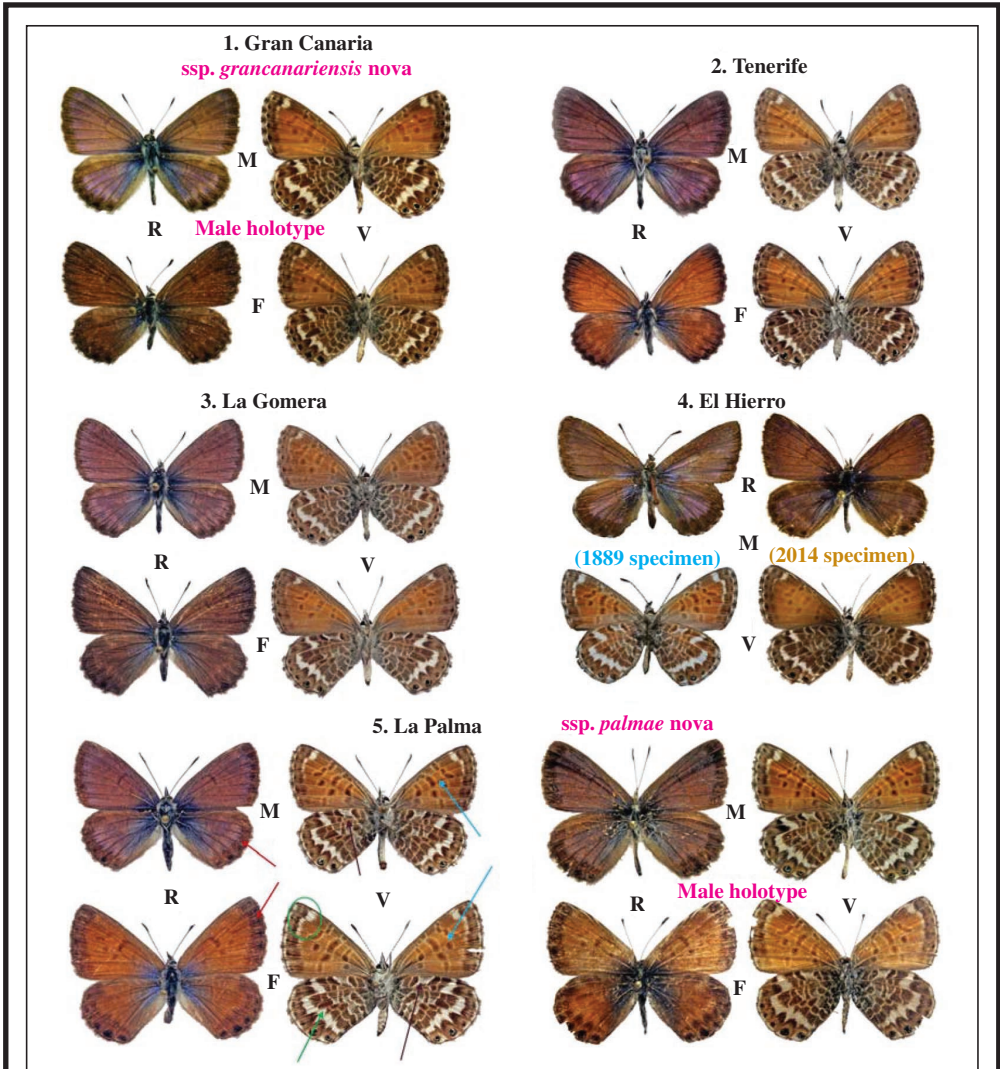 1. Gran Canaria
ssp. grancanariensis nova
M
R
V
Male holotype
F
2. Tenerife
M
R
V
F
3. La Gomera
M
R
V
F
4. El Hierro
R
M
(1889 specimen)
(2014 specimen)
V
5. La Palma
M
R
V
F
ssp. palmae nova
M
Male holotype
R
V
F